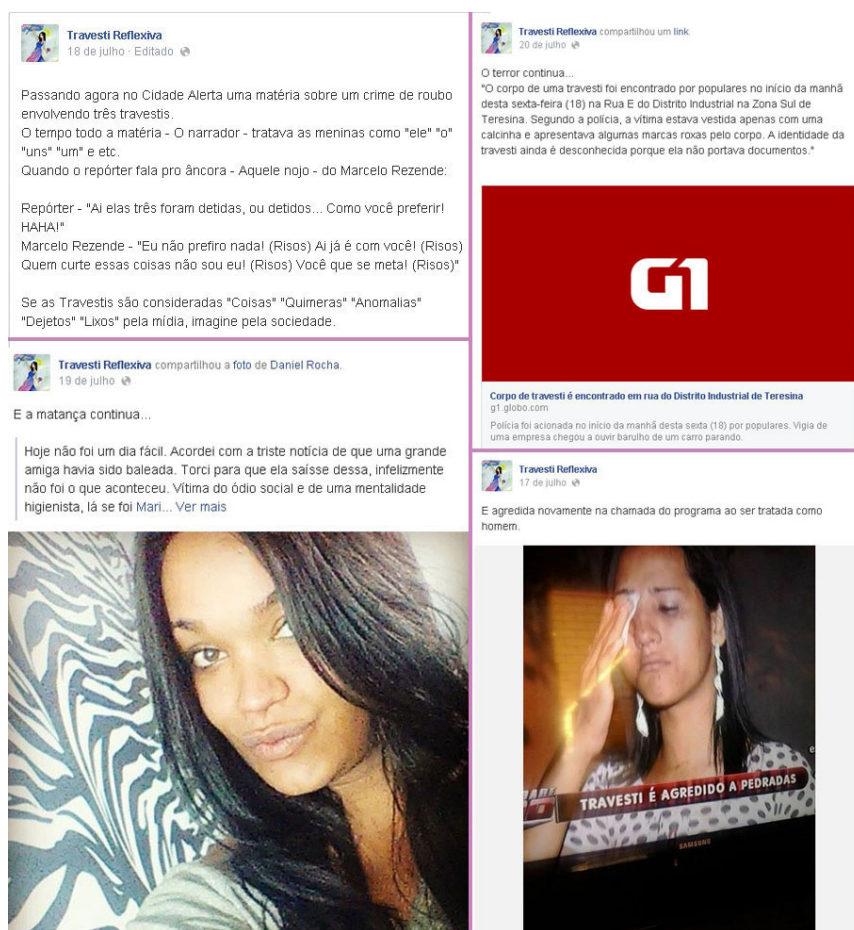 Travesti Reflexiva
18 de julho · Editado
Passando agora no Cidade Alerta uma matéria sobre um crime de roubo
envolvendo três travestis.
O tempo todo a matéria - O narrador - tratava as meninas como "ele" "o"
"uns" "um" e etc.
Quando o repórter fala pro âncora - Aquele nojo - do Marcelo Rezende:
Repórter - "Ai elas três foram detidas, ou detidos... Como você preferir!
HAHA!"
Marcelo Rezende - "Eu não prefiro nada! (Risos) Ai já é com você! (Risos)
Quem curte essas coisas não sou eu! (Risos) Você que se meta! (Risos)"
Se as Travestis são consideradas "Coisas" "Quimeras" "Anomalias"
"Dejetos" "Lixos" pela mídia, imagine pela sociedade.
Travesti Reflexiva compartilhou a foto de Daniel Rocha.
19 de julho
E a matança continua...
Hoje não foi um dia fácil. Acordei com a triste notícia de que uma grande
amiga havia sido baleada. Torci para que ela saísse dessa, infelizmente
não foi o que aconteceu. Vítima do ódio social e de uma mentalidade
higienista, lá se foi Mari... Ver mais
Travesti Reflexiva compartilhou um link.
20 de julho
O terror continua...
"O corpo de uma travesti foi encontrado por populares no início da manhã
desta sexta-feira (18) na Rua E do Distrito Industrial na Zona Sul de
Teresina. Segundo a polícia, a vítima estava vestida apenas com uma
calcinha e apresentava algumas marcas roxas pelo corpo. A identidade da
travesti ainda é desconhecida porque ela não portava documentos."
G1
Corpo de travesti é encontrado em rua do Distrito Industrial de Teresina
g1.globo.com
Polícia foi acionada no início da manhã desta sexta (18) por populares. Vigia de
uma empresa chegou a ouvir barulho de um carro parando.
Travesti Reflexiva
17 de julho
E agredida novamente na chamada do programa ao ser tratada como
homem.
TRAVESTI É AGREDIDO A PEDRADAS
SAMSUNG